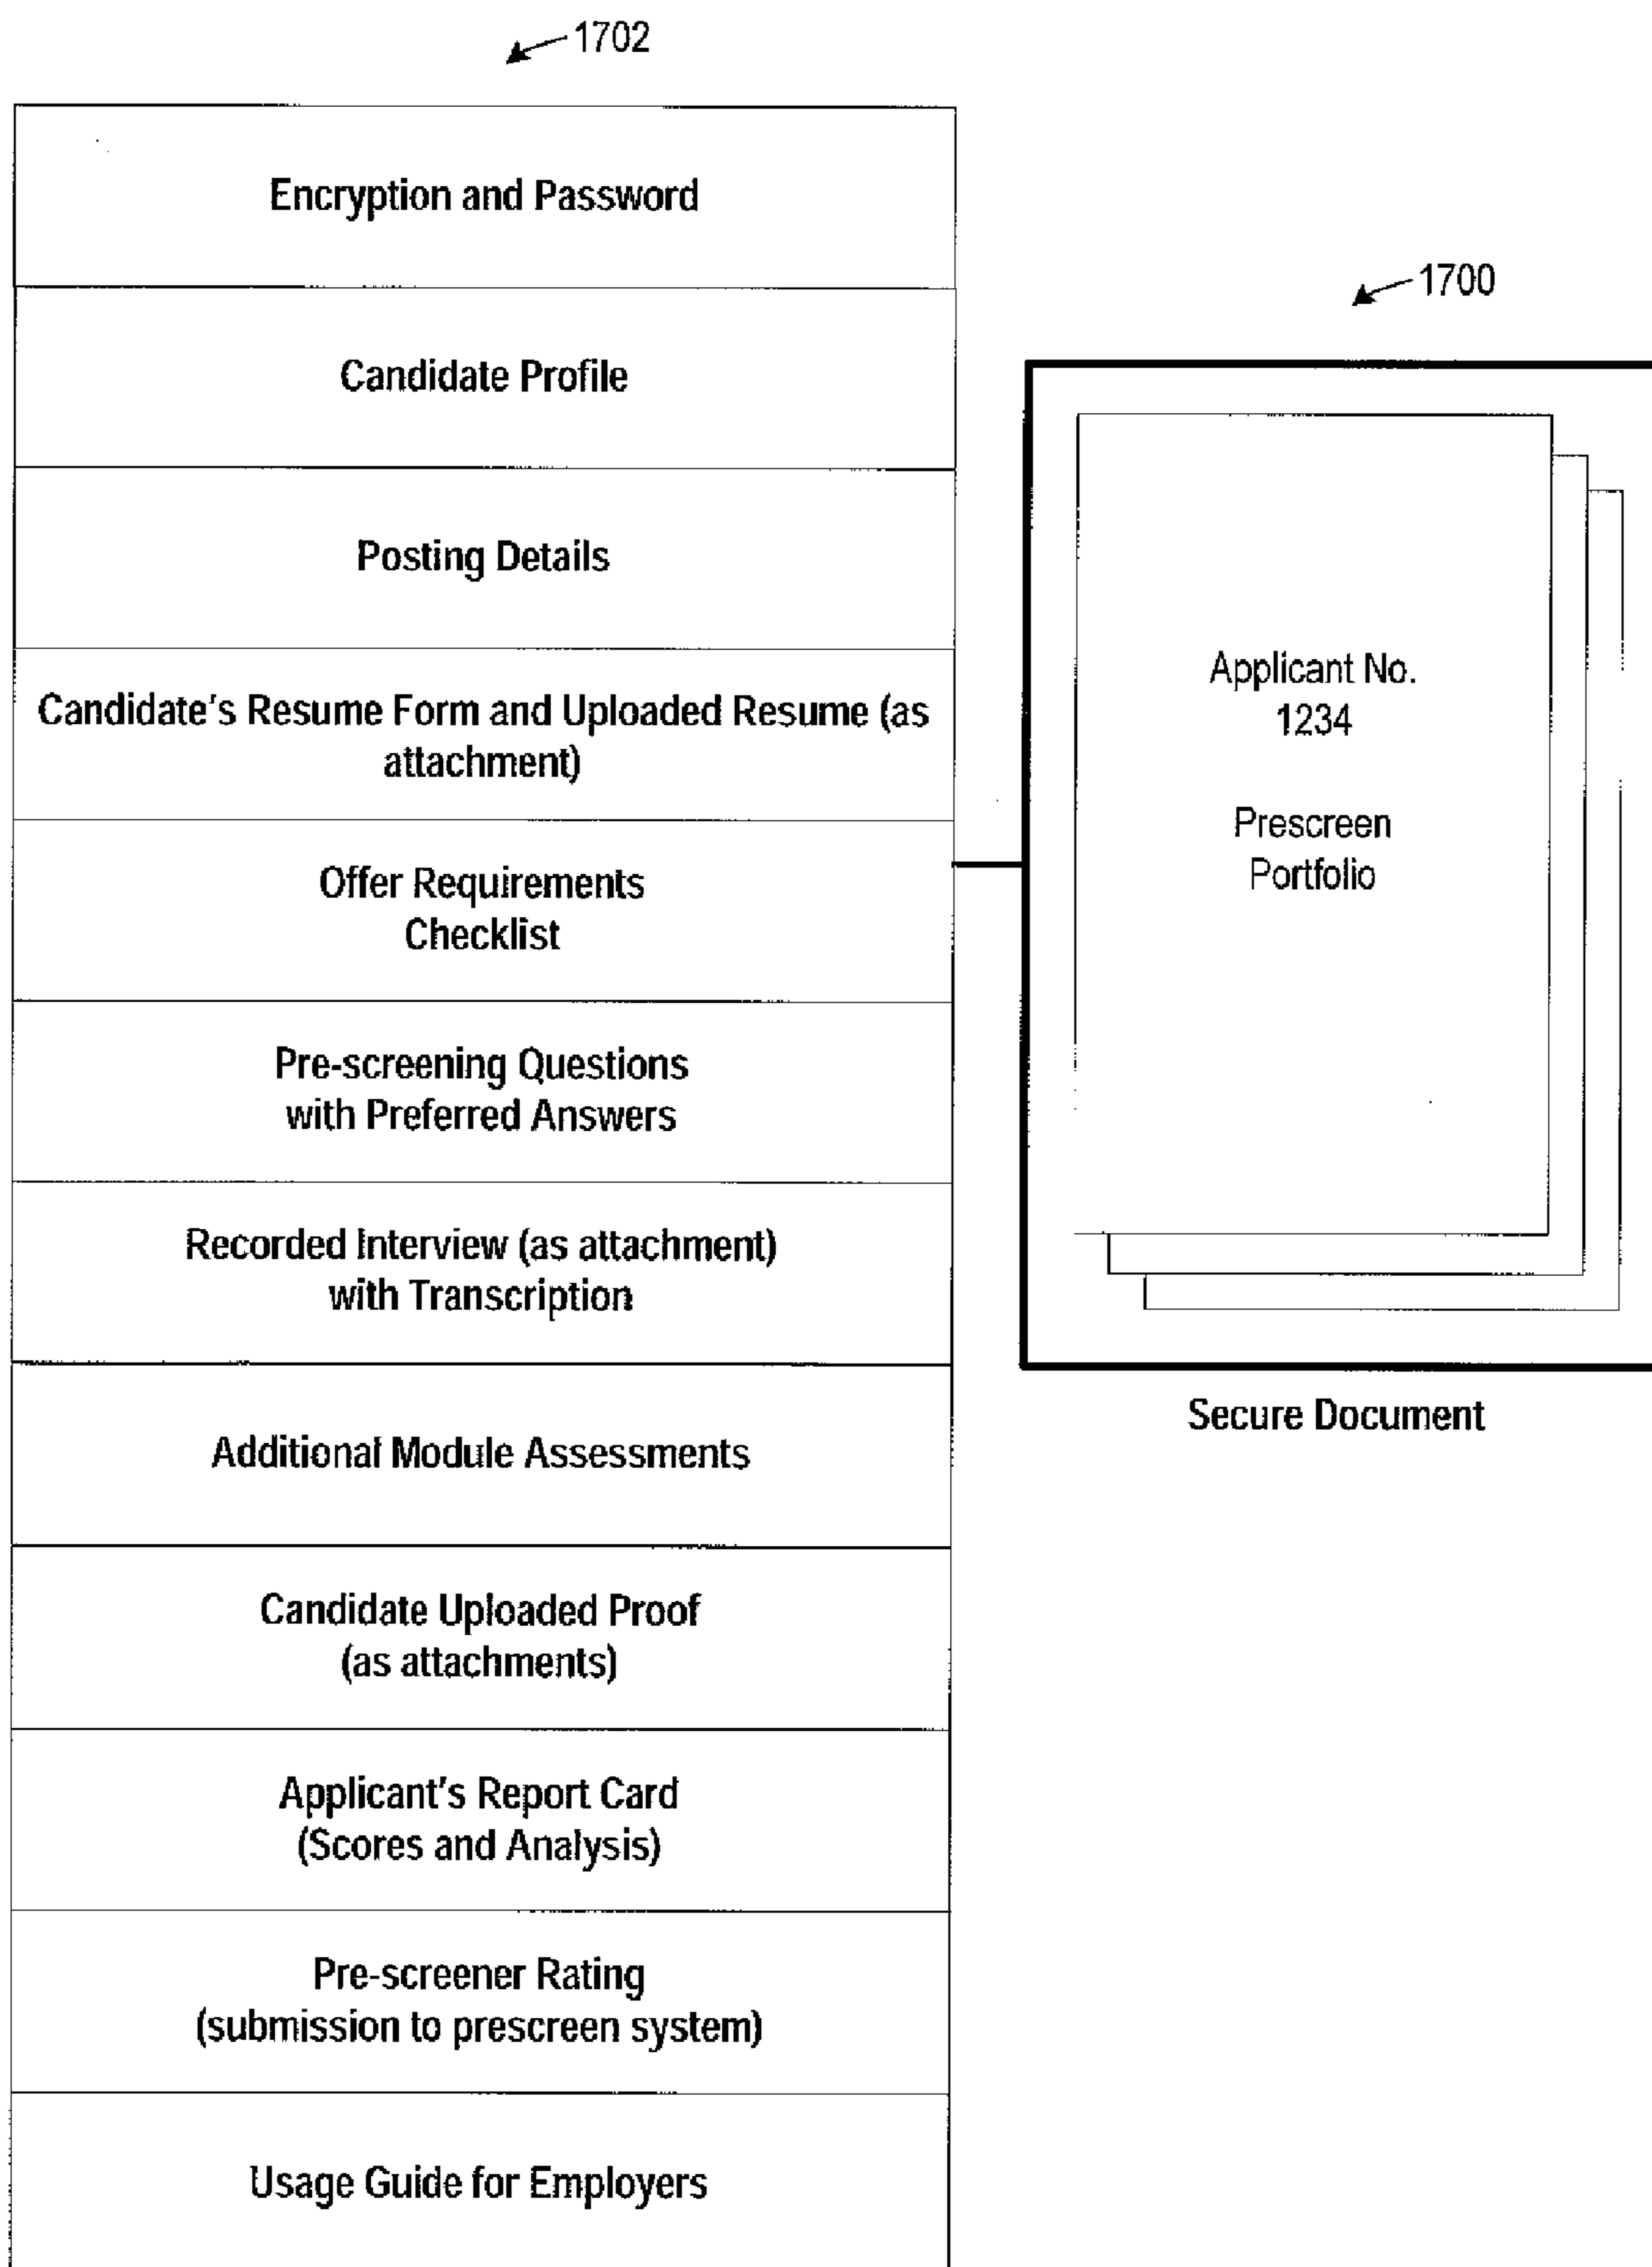 1702
Encryption and Password
Candidate Profile
Posting Details
Candidate's Resume Form and Uploaded Resume (as
attachment)
Offer Requirements
Checklist
Pre-screening Questions
with Preferred Answers
Recorded Interview (as attachment)
with Transcription
Additional Module Assessments
Candidate Uploaded Proof
(as attachments)
Applicant's Report Card
(Scores and Analysis)
Pre-screener Rating
(submission to prescreen system)
Usage Guide for Employers
1700
Applicant No.
1234
Prescreen
Portfolio
Secure Document